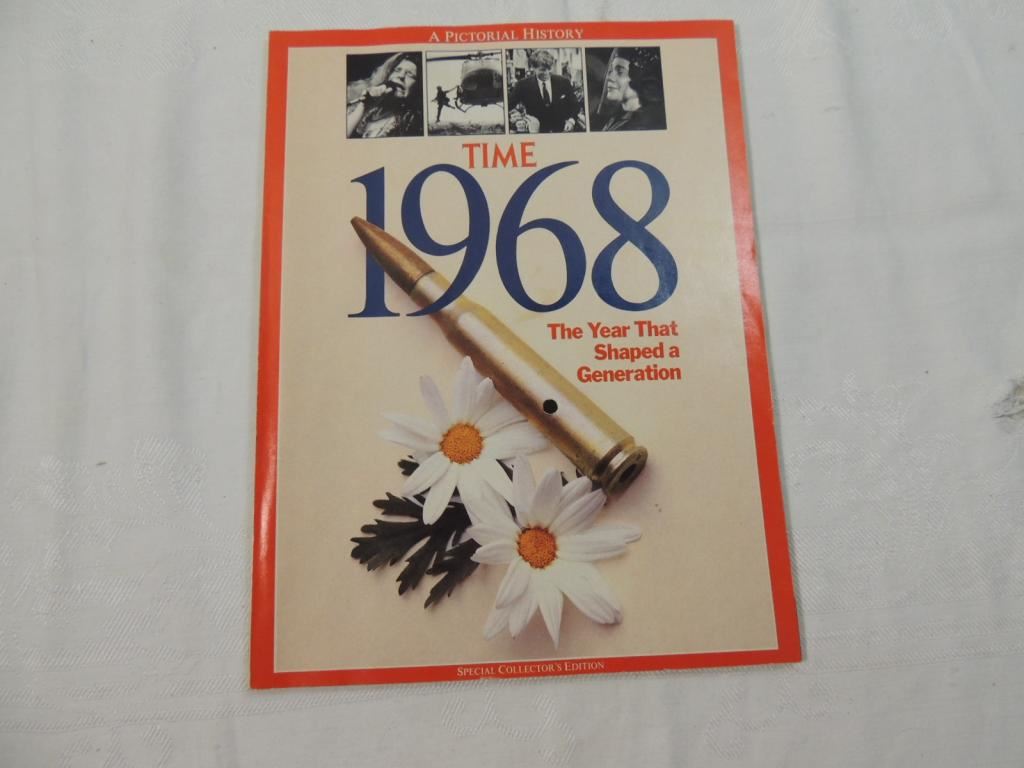 A PICTORIAL HISTORY
TIME
1968
The Year That
Shaped a
Generation
SPECIAL COLLECTOR'S EDITION